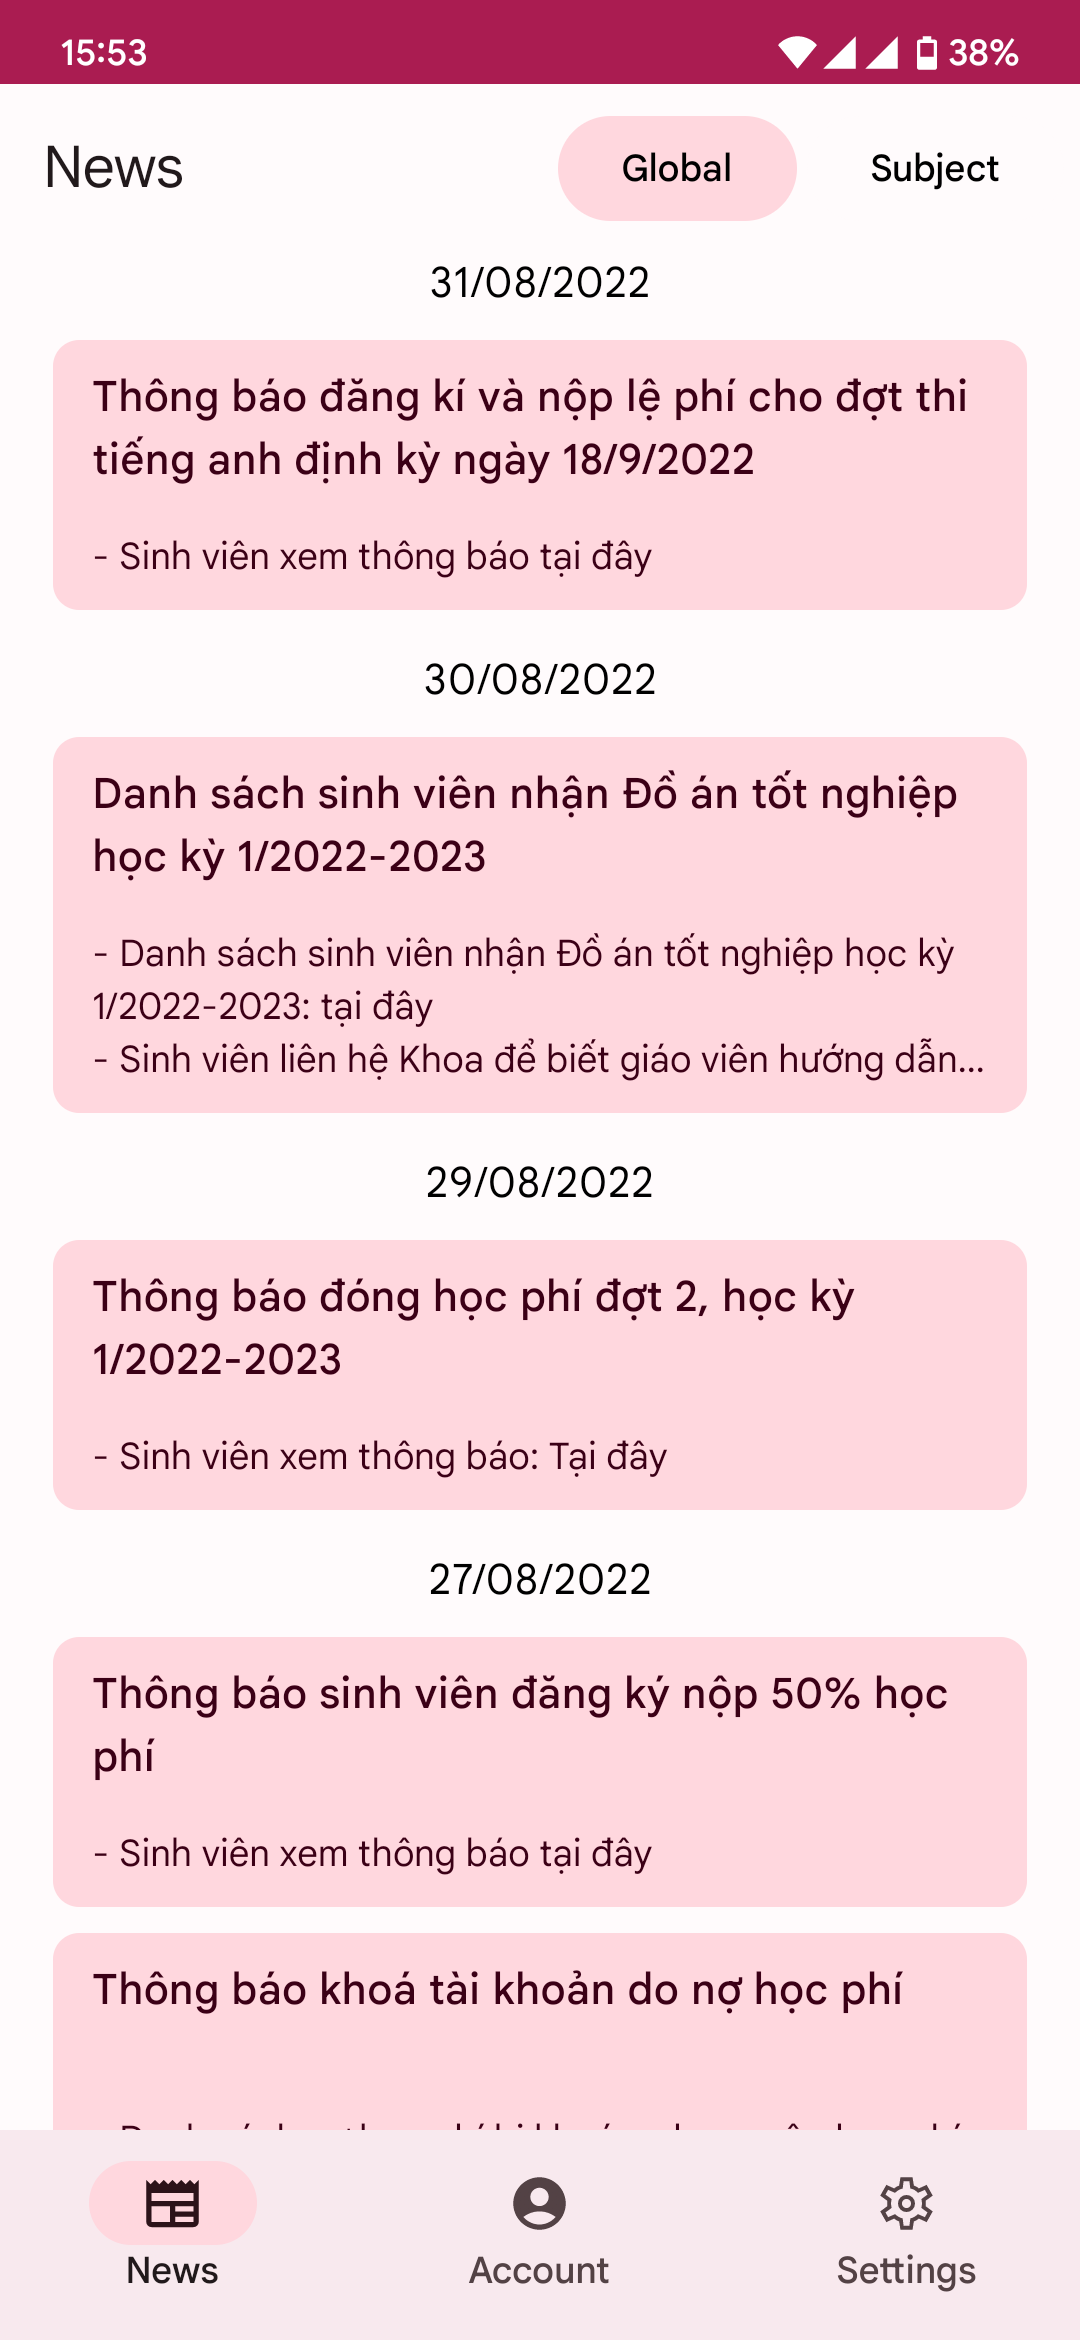 15:53
38%
News
Global
Subject
31/08/2022
Thông báo đăng kí và nộp lệ phí cho đợt thi
tiếng anh định kỳ ngày 18/9/2022
- Sinh viên xem thông báo tại đây
30/08/2022
Danh sách sinh viên nhận Đồ án tốt nghiệp
học kỳ 1/2022-2023
- Danh sách sinh viên nhận Đồ án tốt nghiệp học kỳ
1/2022-2023: tại đây
- Sinh viên liên hệ Khoa để biết giáo viên hướng dẫn...
29/08/2022
Thông báo đóng học phí đợt 2, học kỳ
1/2022-2023
- Sinh viên xem thông báo: Tại đây
27/08/2022
Thông báo sinh viên đăng ký nộp 50% học
phí
- Sinh viên xem thông báo tại đây
Thông báo khoá tài khoản do nợ học phí
News
Account
Settings